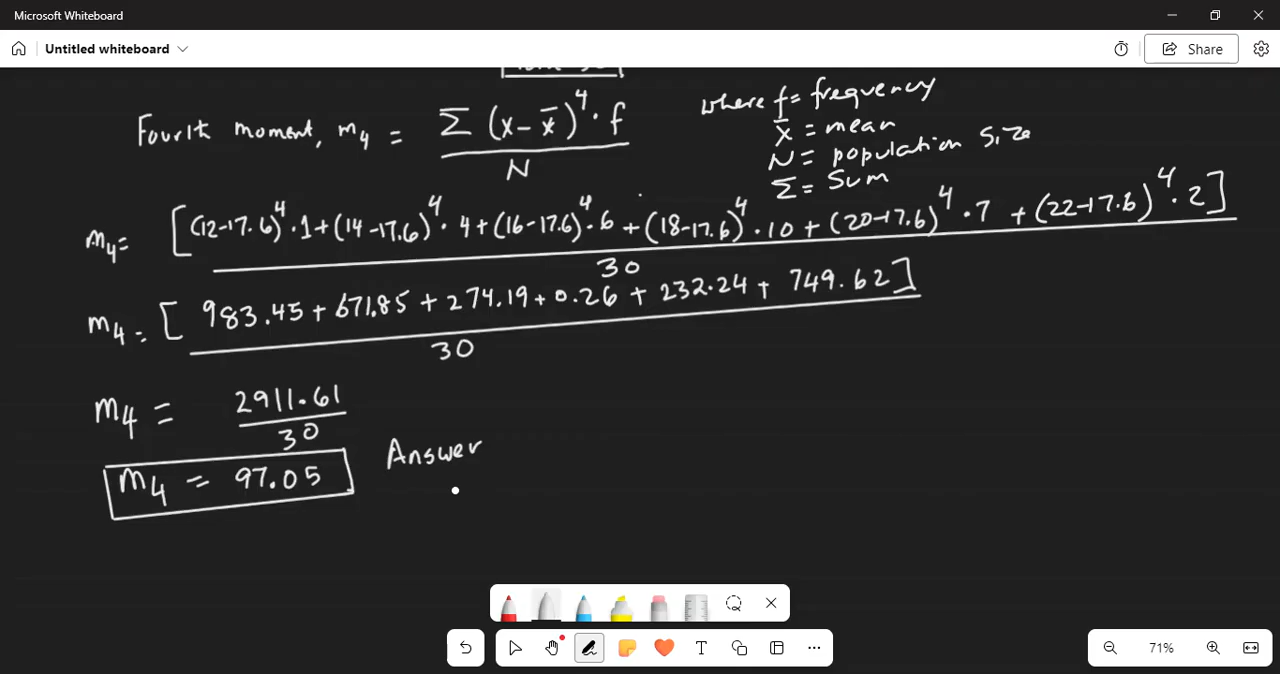 Microsoft Whiteboard
Untitled whiteboard
Share
Fourth moment, m₄ = Σ (x - x̄)⁴ · f / N
where f = frequency
x̄ = mean
N = population size
Σ = Sum
m₄ = [(12-17.6)⁴·1 + (14-17.6)⁴·4 + (16-17.6)⁴·6 + (18-17.6)⁴·10 + (20-17.6)⁴·7 + (22-17.6)⁴·2] / 30
m₄ = [983.45 + 671.85 + 274.19 + 0.26 + 232.24 + 749.62] / 30
m₄ = 2911.61 / 30
m₄ = 97.05 Answer
71%